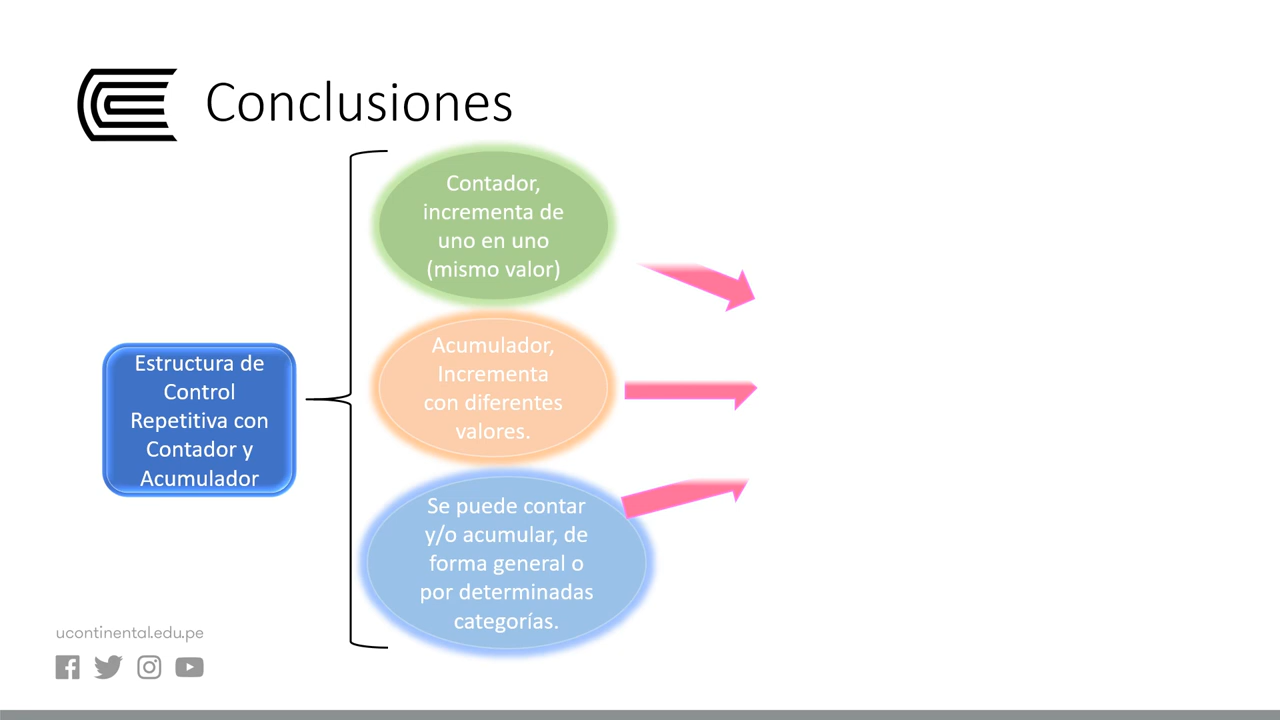 Conclusiones
Contador,
incrementa de
uno en uno
(mismo valor)
Acumulador,
Incrementa
con diferentes
valores.
Estructura de
Control
Repetitiva con
Contador y
Acumulador
Se puede contar
y/o acumular, de
forma general o
por determinadas
categorías.
ucontinental.edu.pe